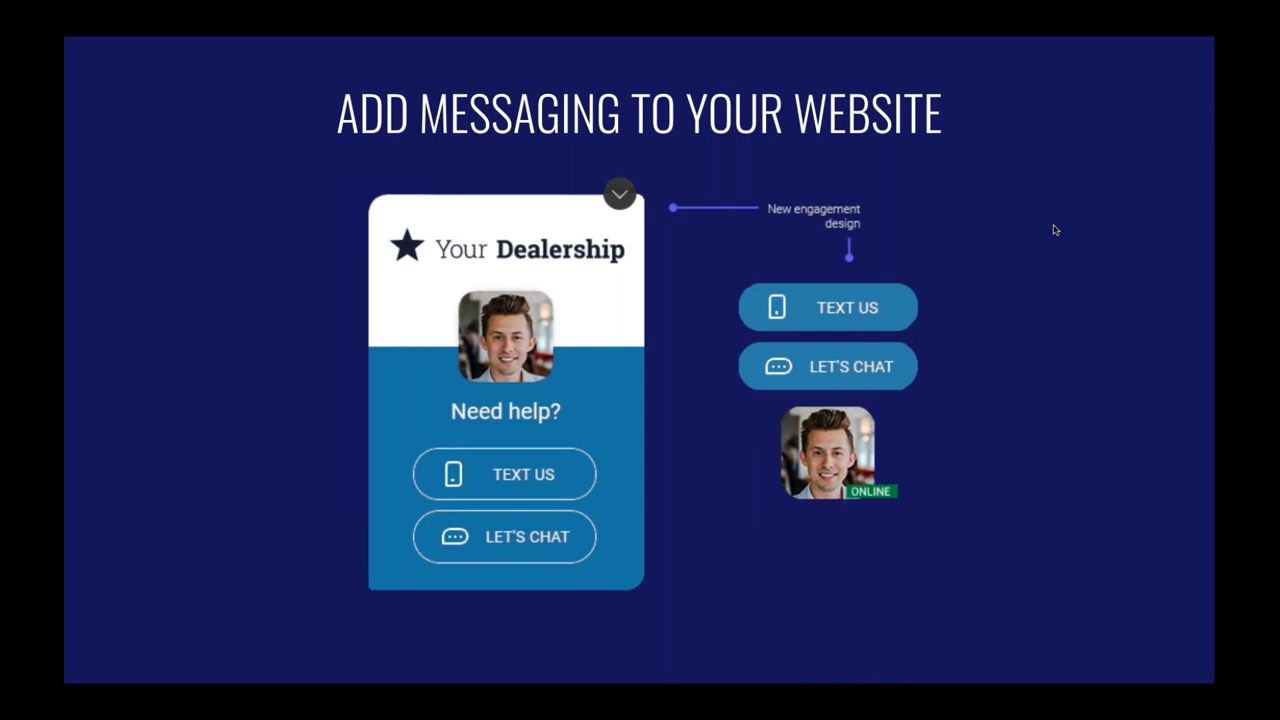 ADD MESSAGING TO YOUR WEBSITE
Your Dealership
Need help?
TEXT US
LET'S CHAT
New engagement
design
TEXT US
LET'S CHAT
ONLINE